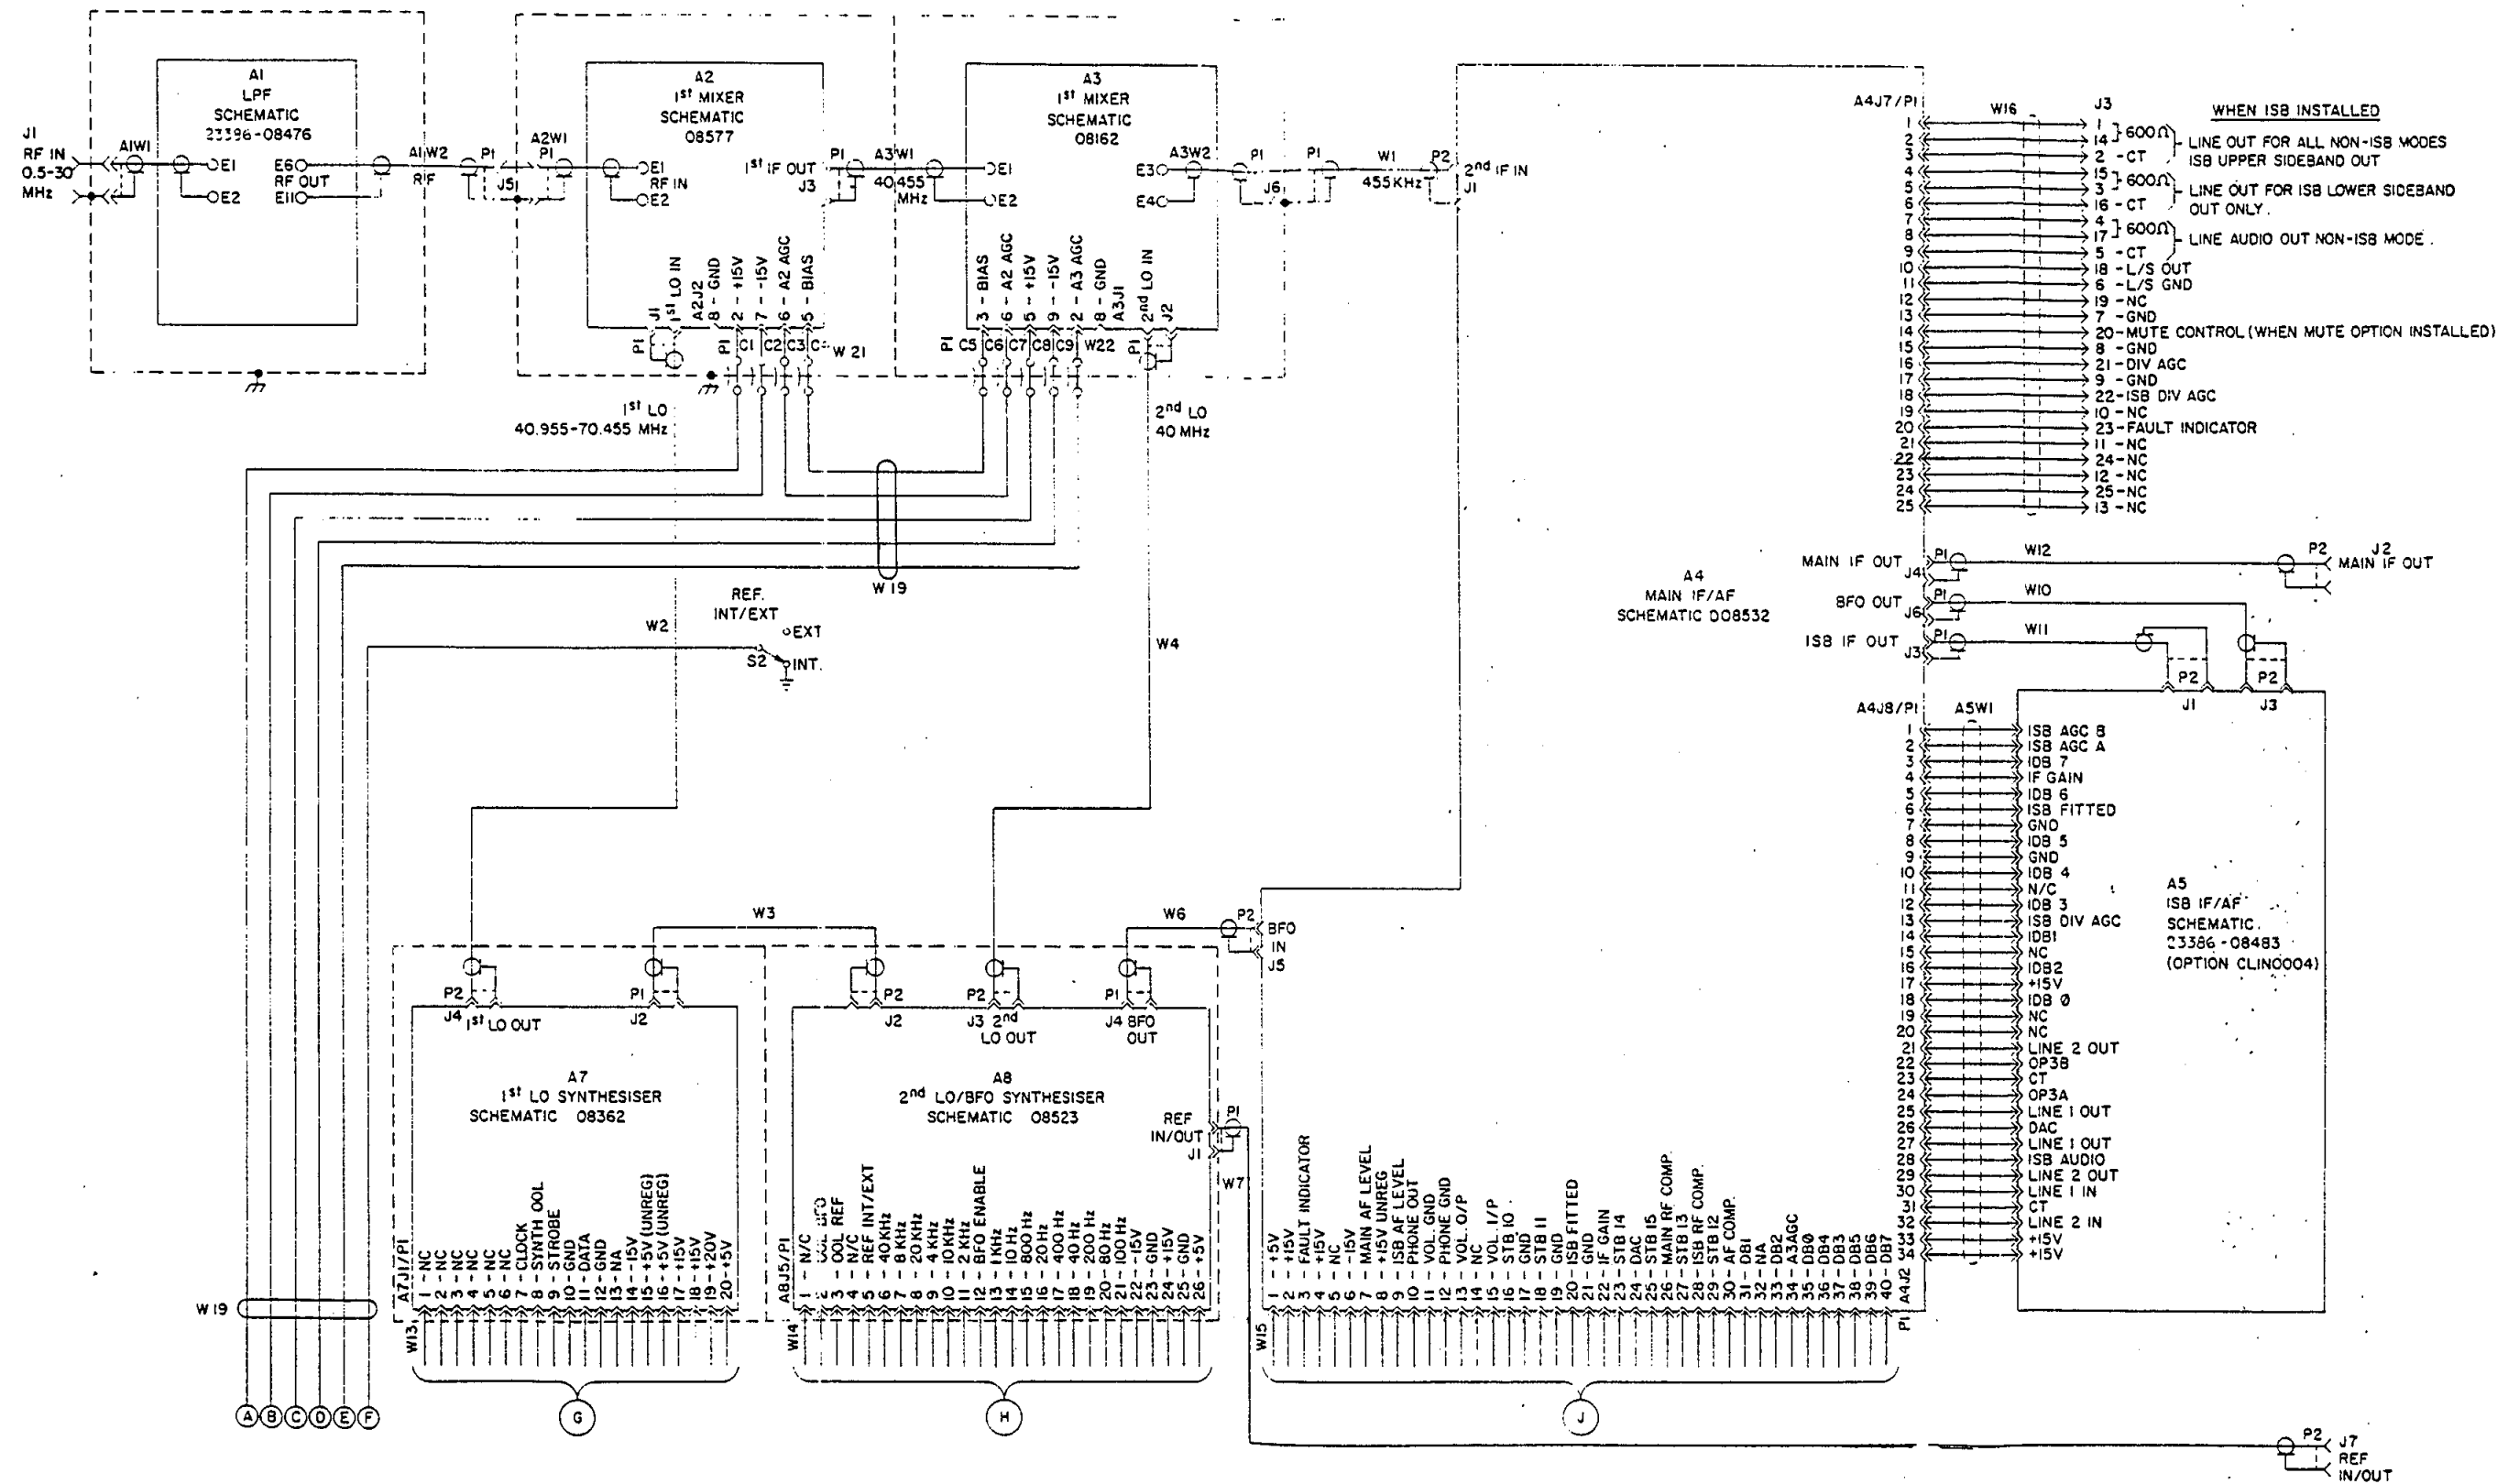 J1
RF IN
0.5-30
MHz
A1W1
A1
LPF
SCHEMATIC
23396-08476
E1
E2
E6
RF OUT
E11
A1W2
RF
P1
J5
A2W1
P1
A2
1st MIXER
SCHEMATIC
08577
E1
RF IN
E2
1st IF OUT
J3
P1
J1
1st LO IN
A2J2
8 - GND
2 - +15V
7 - -15V
6 - A2 AGC
5 - BIAS
P1
P1
C1
C2
C3
W 21
A3W1
40.455
MHz
A3
1st MIXER
SCHEMATIC
08162
E1
E2
E3
E4
A3W2
P1
J6
P1
W1
455KHz
P2
2nd IF IN
J1
3 - BIAS
6 - A2 AGC
5 - +15V
9 - -15V
2 - A3 AGC
8 - GND
A3J1
2nd LO IN
J2
P1
C5
C6
C7
C8
C9
W22
P1
1st LO
40.955-70.455 MHz
2nd LO
40 MHz
W 19
REF.
INT/EXT
EXT
S2
INT.
W2
W4
A4
MAIN IF/AF
SCHEMATIC D08532
A4J7/P1
W16
J3
WHEN ISB INSTALLED
1 1
2 14
600Ω
LINE OUT FOR ALL NON-ISB MODES
3 2 - CT
ISB UPPER SIDEBAND OUT
4 15
5 3
600Ω
LINE OUT FOR ISB LOWER SIDEBAND
6 16 - CT
OUT ONLY.
7 4
8 17
600Ω
LINE AUDIO OUT NON-ISB MODE.
9 5 - CT
10 18 - L/S OUT
11 6 - L/S GND
12 19 - NC
13 7 - GND
14 20 - MUTE CONTROL (WHEN MUTE OPTION INSTALLED)
15 8 - GND
16 21 - DIV AGC
17 9 - GND
18 22 - ISB DIV AGC
19 10 - NC
20 23 - FAULT INDICATOR
21 11 - NC
22 24 - NC
23 12 - NC
24 25 - NC
25 13 - NC
MAIN IF OUT
P1
J4
W12
P2
J2
MAIN IF OUT
BFO OUT
P1
J6
W10
ISB IF OUT
P1
J3
W11
P2
P2
J1
J3
A4J8/P1
A5W1
1 ISB AGC B
2 ISB AGC A
3 IDB 7
4 IF GAIN
5 IDB 6
6 ISB FITTED
7 GND
8 IDB 5
9 GND
10 IDB 4
11 N/C
12 IDB 3
13 ISB DIV AGC
14 IDB1
15 NC
16 IDB2
17 +15V
18 IDB 0
19 NC
20 NC
21 LINE 2 OUT
22 OP3B
23 CT
24 OP3A
25 LINE 1 OUT
26 DAC
27 LINE 1 OUT
28 ISB AUDIO
29 LINE 2 OUT
30 LINE 1 IN
31 CT
32 LINE 2 IN
33 +15V
34 +15V
A5
ISB IF/AF
SCHEMATIC.
23386-08483
(OPTION CLIN0004)
W3
W6
P2
BFO
IN
J5
P2
J4
1st LO OUT
P1
J2
P2
J2
P2
J3
2nd
LO OUT
P1
J4
BFO
OUT
A7
1st LO SYNTHESISER
SCHEMATIC 08362
A7J1/P1
1 - NC
2 - NC
3 - NC
4 - NC
5 - NC
6 - NC
7 - CLOCK
8 - SYNTH OOL
9 - STROBE
10 - GND
11 - DATA
12 - GND
13 - NA
14 - -15V
15 - +5V (UNREG)
16 - +5V (UNREG)
17 - +15V
18 - +15V
19 - +20V
20 - +5V
W13
G
A8
2nd LO/BFO SYNTHESISER
SCHEMATIC 08523
REF
IN/OUT
J1
P1
W7
A8J5/P1
1 - N/C
2 - OOL BFO
3 - OOL REF
4 - N/C
5 - REF INT/EXT
6 - 40KHz
7 - 8 KHz
8 - 20KHz
9 - 4 KHz
10 - 10KHz
11 - 2 KHz
12 - BFO ENABLE
13 - 1KHz
14 - 10 Hz
15 - 800 Hz
16 - 20 Hz
17 - 400 Hz
18 - 40 Hz
19 - 200 Hz
20 - 80 Hz
21 - 100 Hz
22 - -15V
23 - GND
24 - +15V
25 - GND
26 - +5V
W14
H
1 - +5V
2 - +15V
3 - FAULT INDICATOR
4 - +15V
5 - NC
6 - -15V
7 - MAIN AF LEVEL
8 - +15V UNREG
9 - ISB AF LEVEL
10 - PHONE OUT
11 - VOL. GND
12 - PHONE GND
13 - VOL. O/P
14 - NC
15 - VOL. I/P
16 - STB 10
17 - GND
18 - STB 11
19 - GND
20 - ISB FITTED
21 - GND
22 - IF GAIN
23 - STB 14
24 - DAC
25 - STB 15
26 - MAIN RF COMP.
27 - STB 13
28 - ISB RF COMP.
29 - STB 12
30 - AF COMP.
31 - DB1
32 - NA
33 - DB2
34 - A3AGC
35 - DB0
36 - DB4
37 - DB3
38 - DB5
39 - DB6
40 - DB7
A4J2
P1
W15
J
W 19
A
B
C
D
E
F
P2
J7
REF
IN/OUT